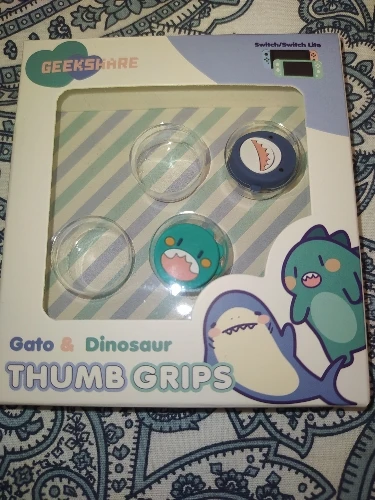 GEEKSHARE
Switch/Switch Lite
Gato & Dinosaur
THUMB GRIPS